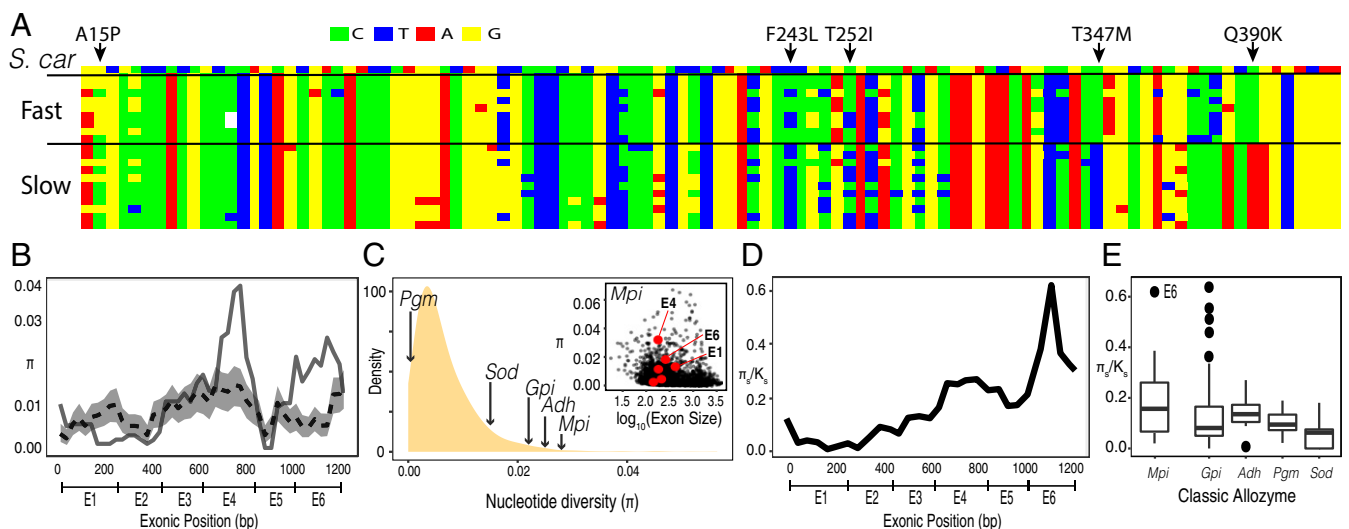 A
A15P
C T A G
F243L T252I
T347M
Q390K
S. car
Fast
Slow
B
0.04
0.03
π
0.01
0.00
0 200 400 600 800 1000 1200
E1 E2 E3 E4 E5 E6
Exonic Position (bp)
C
100
Density
50
0
Pgm
Sod
Gpi
Adh
Mpi
0.00 0.02 0.04
Nucleotide diversity (π)
Mpi
0.06
0.04
π
0.02
0.00
E4
E6
E1
1.0 1.5 2.0 2.5 3.0 3.5
log10(Exon Size)
D
0.6
0.4
πs/Ks
0.2
0.0
0 200 400 600 800 1000 1200
E1 E2 E3 E4 E5 E6
Exonic Position (bp)
E
0.6
E6
0.4
πs/Ks
0.2
0.0
Mpi Gpi Adh Pgm Sod
Classic Allozyme